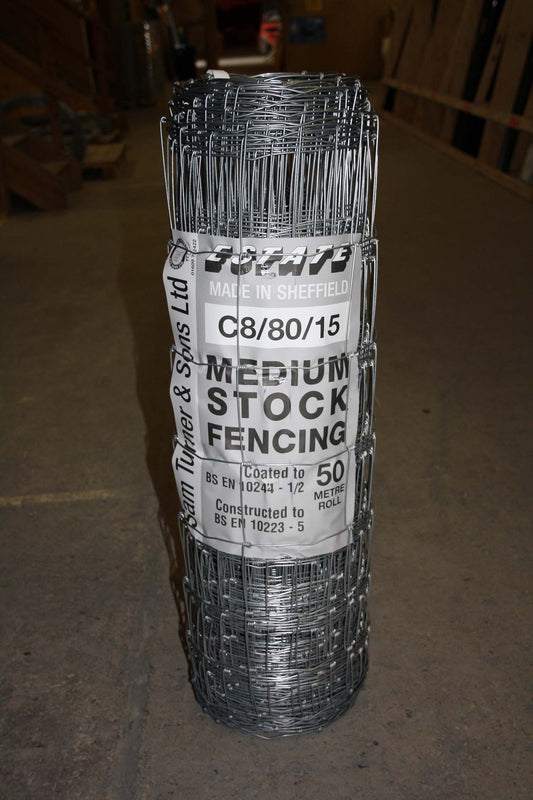 ESTATE
MADE IN SHEFFIELD
C8/80/15
MEDIUM
STOCK
FENCING
Coated to
BS EN 10244 - 1/2
Constructed to
BS EN 10223 - 5
50
METRE
ROLL
Sam Turner & Sons Ltd